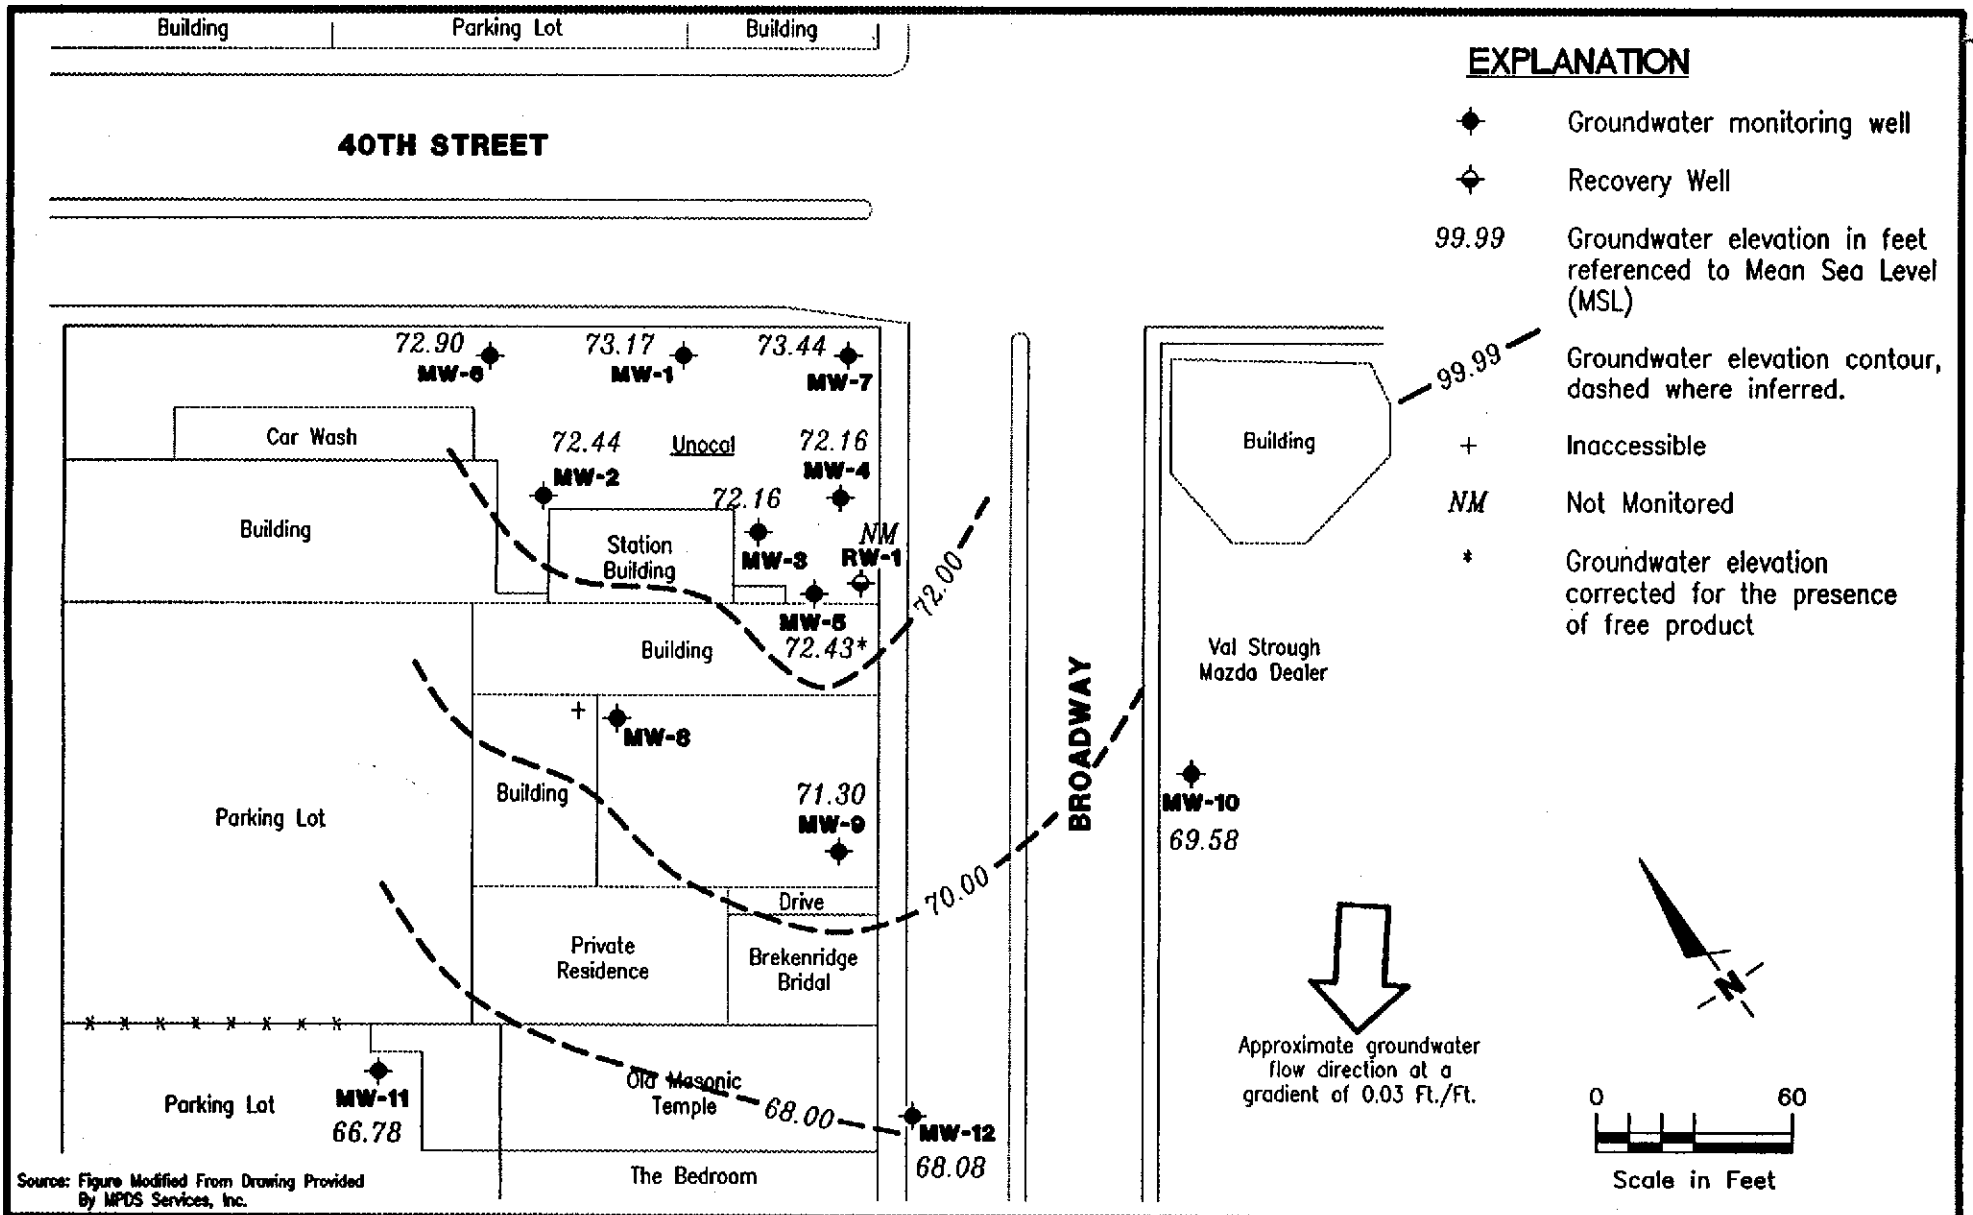 Building
Parking Lot
Building
40TH STREET
EXPLANATION
Groundwater monitoring well
Recovery Well
99.99
Groundwater elevation in feet
referenced to Mean Sea Level
(MSL)
99.99
Groundwater elevation contour,
dashed where inferred.
+
Inaccessible
NM
Not Monitored
*
Groundwater elevation
corrected for the presence
of free product
72.90
MW-6
73.17
MW-1
73.44
MW-7
Car Wash
72.44
MW-2
Unocal
72.16
MW-4
Building
Station
Building
72.16
MW-3
NM
RW-1
MW-5
72.43*
72.00
Building
Building
Val Strough
Mazda Dealer
BROADWAY
+
MW-8
Building
Parking Lot
71.30
MW-9
MW-10
69.58
70.00
Drive
Private
Residence
Brekenridge
Bridal
x x x x x x x x
MW-11
66.78
Parking Lot
Old Masonic
Temple
68.00
MW-12
68.08
The Bedroom
Approximate groundwater
flow direction at a
gradient of 0.03 Ft./Ft.
N
0 60
Scale in Feet
Source: Figure Modified From Drawing Provided
By MPDS Services, Inc.